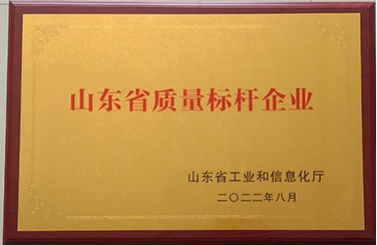 山东省质量标杆企业
山东省工业和信息化厅
二〇二二年八月